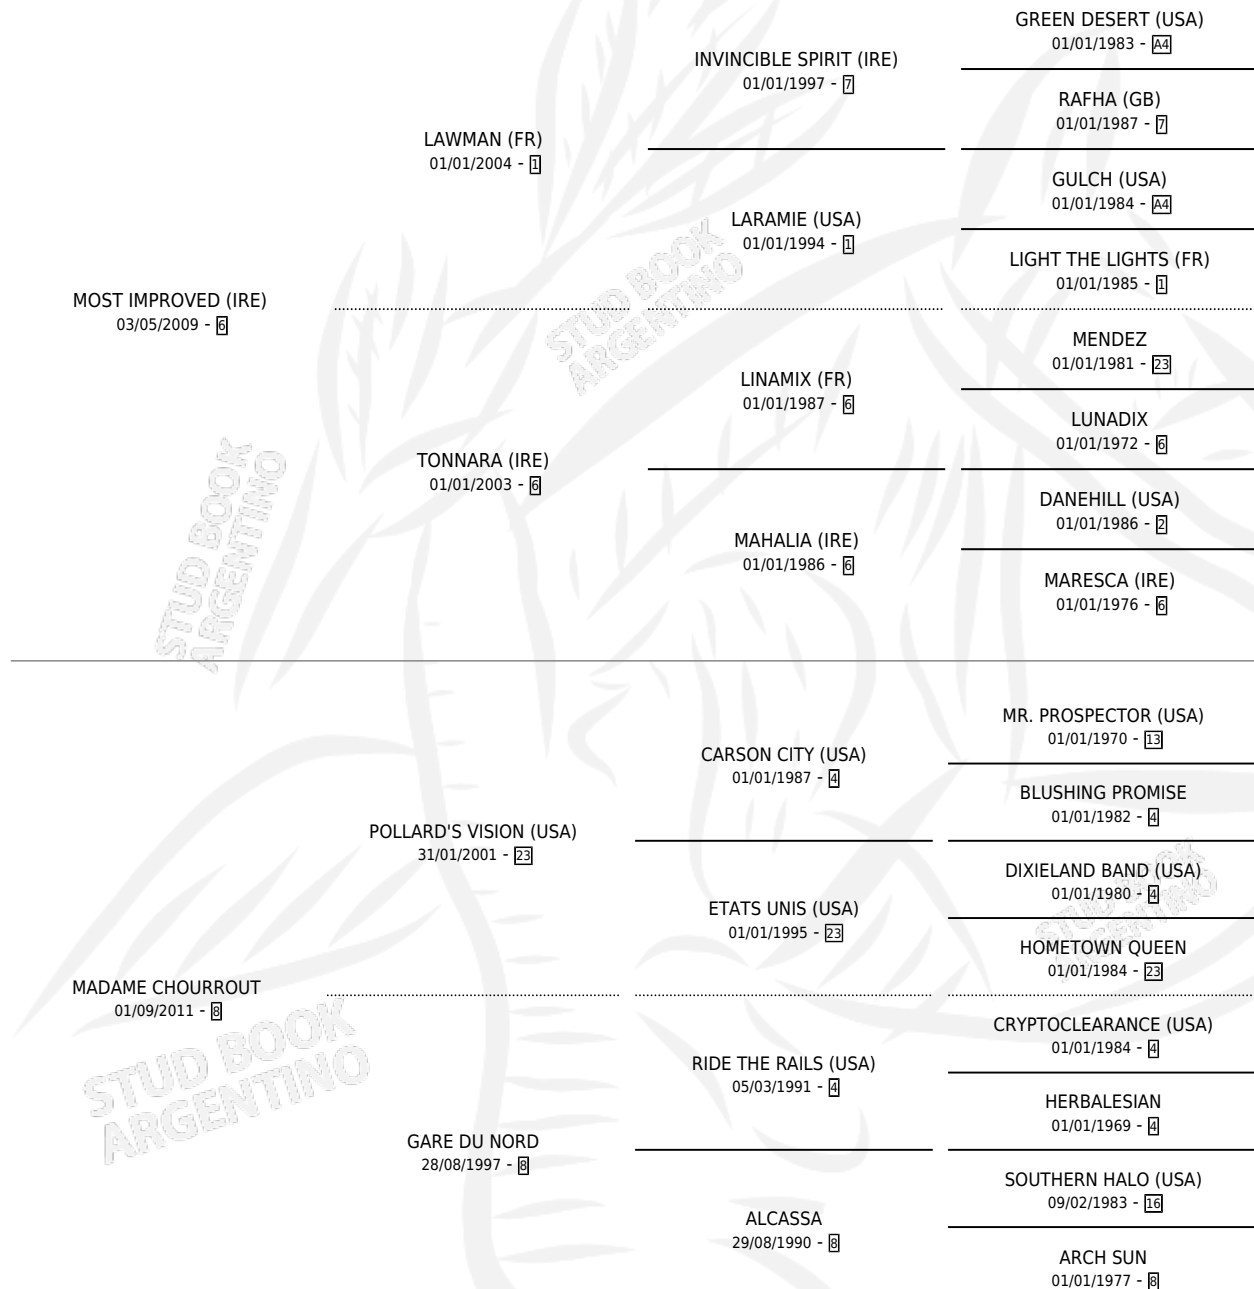 GREEN DESERT (USA)
01/01/1983 - A4
INVINCIBLE SPIRIT (IRE)
01/01/1997 - 7
RAFHA (GB)
01/01/1987 - 7
LAWMAN (FR)
01/01/2004 - 1
GULCH (USA)
01/01/1984 - A4
LARAMIE (USA)
01/01/1994 - 1
LIGHT THE LIGHTS (FR)
01/01/1985 - 1
MOST IMPROVED (IRE)
03/05/2009 - 6
STUD BOOK
ARGENTINO
MENDEZ
01/01/1981 - 23
LINAMIX (FR)
01/01/1987 - 6
LUNADIX
01/01/1972 - 6
TONNARA (IRE)
01/01/2003 - 6
DANEHILL (USA)
01/01/1986 - 2
MAHALIA (IRE)
01/01/1986 - 6
MARESCA (IRE)
01/01/1976 - 6
STUD BOOK
ARGENTINO
MR. PROSPECTOR (USA)
01/01/1970 - 13
CARSON CITY (USA)
01/01/1987 - 4
BLUSHING PROMISE
01/01/1982 - 4
POLLARD'S VISION (USA)
31/01/2001 - 23
DIXIELAND BAND (USA)
01/01/1980 - 4
ETATS UNIS (USA)
01/01/1995 - 23
STUD BOOK
ARGENTINO
HOMETOWN QUEEN
01/01/1984 - 23
MADAME CHOURROUT
01/09/2011 - 8
STUD BOOK
ARGENTINO
CRYPTOCLEARANCE (USA)
01/01/1984 - 4
RIDE THE RAILS (USA)
05/03/1991 - 4
HERBALESIAN
01/01/1969 - 4
GARE DU NORD
28/08/1997 - 8
SOUTHERN HALO (USA)
09/02/1983 - 16
ALCASSA
29/08/1990 - 8
ARCH SUN
01/01/1977 - 8